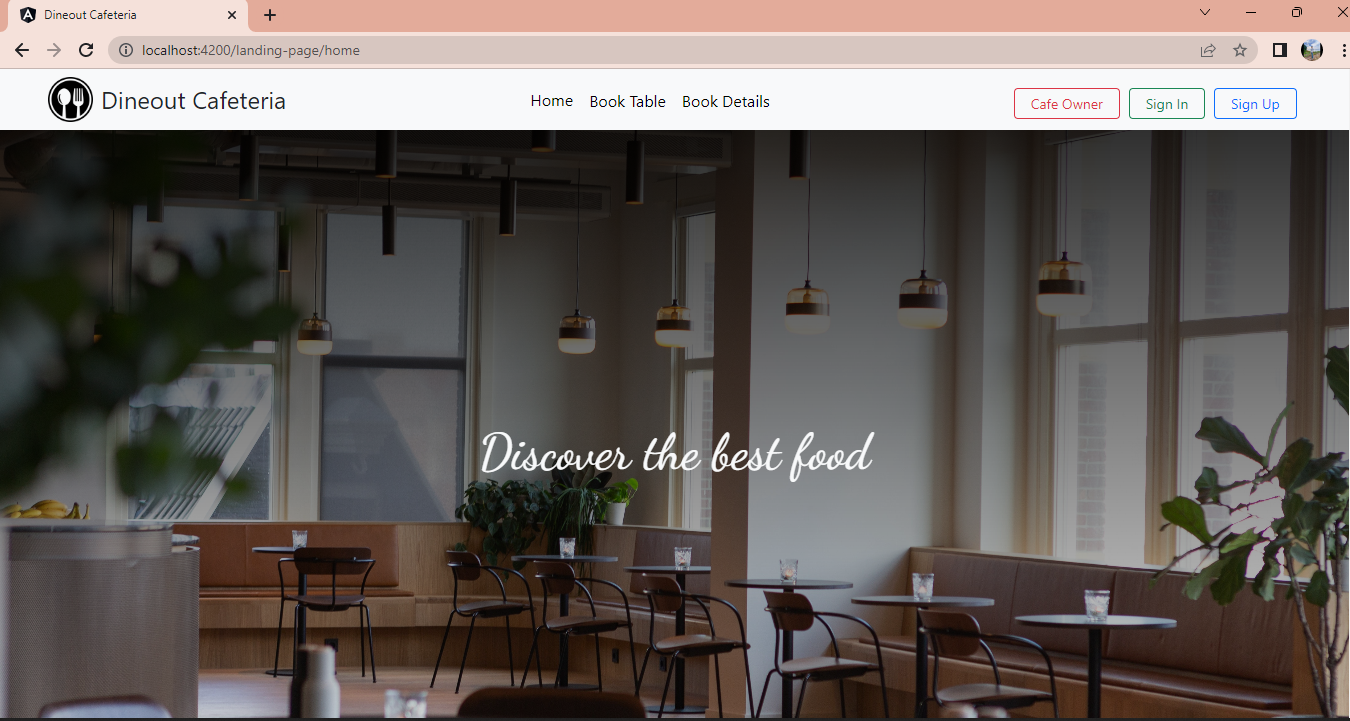 Dineout Cafeteria
localhost:4200/landing-page/home
Dineout Cafeteria
Home Book Table Book Details
Cafe Owner Sign In Sign Up
Discover the best food